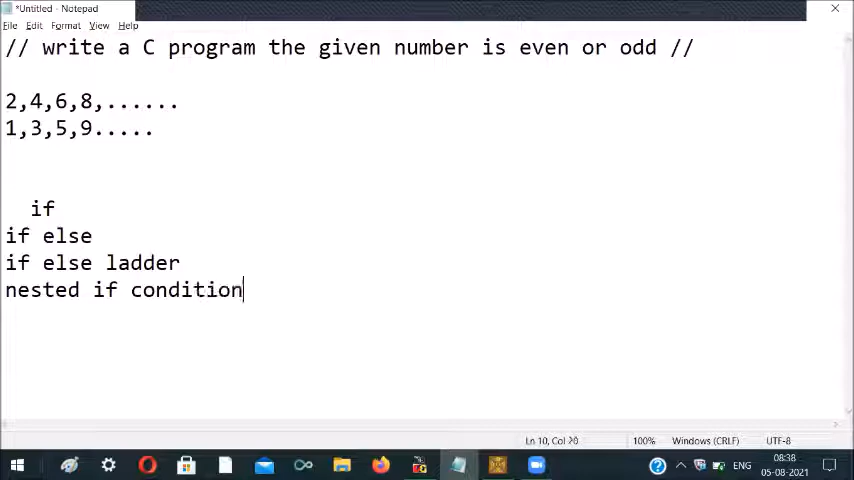 *Untitled - Notepad
File Edit Format View Help
// write a C program the given number is even or odd //
2,4,6,8,......
1,3,5,9.....
if
if else
if else ladder
nested if condition
Ln 10, Col 20 100% Windows (CRLF) UTF-8
ENG 08:38
05-08-2021